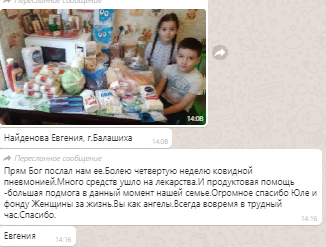 Пересланное сообщение
14:08
Найденова Евгения, г.Балашиха
14:08
Пересланное сообщение
Прям Бог послал нам ее.Болею четвертую неделю ковидной
пневмонией.Много средств ушло на лекарства.И продуктовая помощь
-большая подмога в данный момент нашей семье.Огромное спасибо Юле и
фонду Женщины за жизнь.Вы как ангелы.Всегда вовремя в трудный
час.Спасибо.
14:16
Евгения
14:16